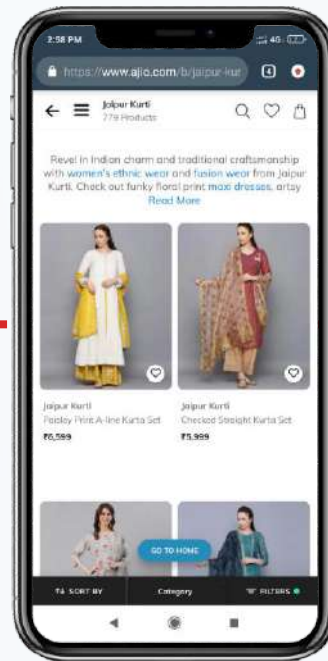 2:58 PM
4G
https://www.ajio.com/b/jaipur-kur
4
Jaipur Kurti
779 Products
Revel in Indian charm and traditional craftsmanship
with women's ethnic wear and fusion wear from Jaipur
Kurti. Check out funky floral print maxi dresses, artsy
Read More
Jaipur Kurti
Paisley Print A-line Kurta Set
₹6,599
Jaipur Kurti
Checked Straight Kurta Set
₹5,999
GO TO HOME
SORT BY
Category
FILTERS